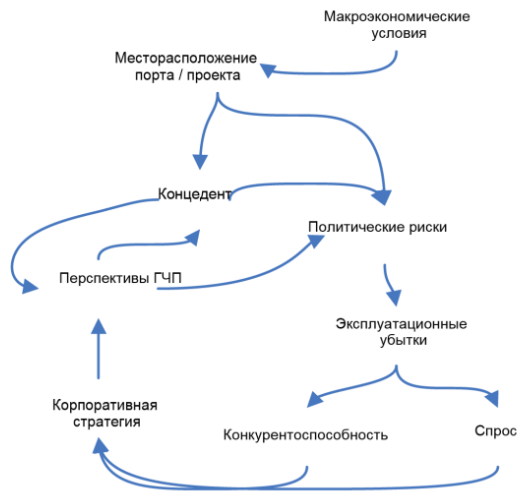 Макроэкономические
условия
Месторасположение
порта / проекта
Концедент
Политические риски
Перспективы ГЧП
Эксплуатационные
убытки
Корпоративная
стратегия
Конкурентоспособность
Спрос